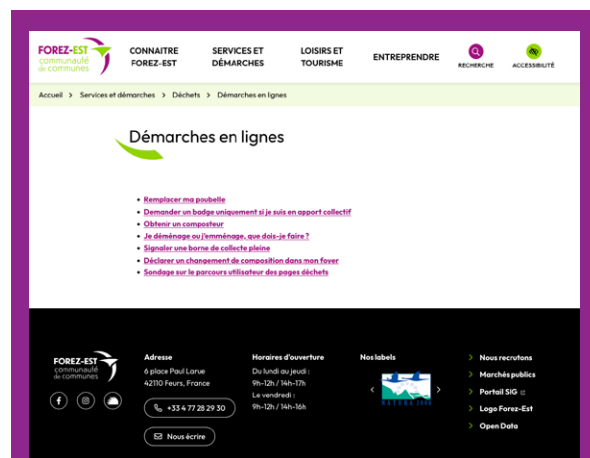 FOREZ-EST
communauté
de communes
CONNAITRE
FOREZ-EST
SERVICES ET
DÉMARCHES
LOISIRS ET
TOURISME
ENTREPRENDRE
RECHERCHE
ACCESSIBILITÉ
Accueil > Services et démarches > Déchets > Démarches en lignes
Démarches en lignes
• Remplacer ma poubelle
• Demander un badge uniquement si je suis en apport collectif
• Obtenir un composteur
• Je déménage ou j'emménage, que dois-je faire ?
• Signaler une borne de collecte pleine
• Déclarer un changement de composition dans mon foyer
• Sondage sur le parcours utilisateur des pages déchets
FOREZ-EST
communauté
de communes
Adresse
6 place Paul Larue
42110 Feurs, France
+33 4 77 28 29 30
Nous écrire
Horaires d'ouverture
Du lundi au jeudi :
9h-12h / 14h-17h
Le vendredi :
9h-12h / 14h-16h
Nos labels
NATURA 2000
> Nous recrutons
> Marchés publics
> Portail SIG
> Logo Forez-Est
> Open Data